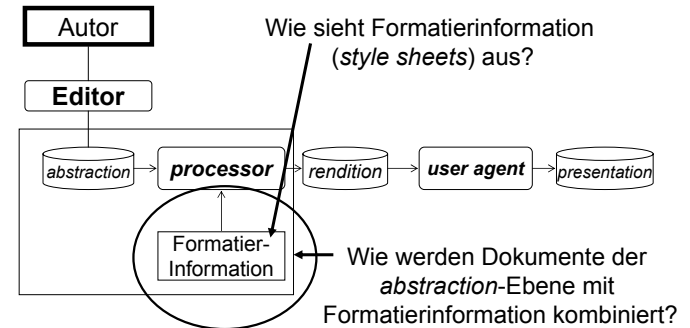 Autor
Wie sieht Formatierinformation
(style sheets) aus?
Editor
abstraction
processor
rendition
user agent
presentation
Formatier-
Information
Wie werden Dokumente der
abstraction-Ebene mit
Formatierinformation kombiniert?